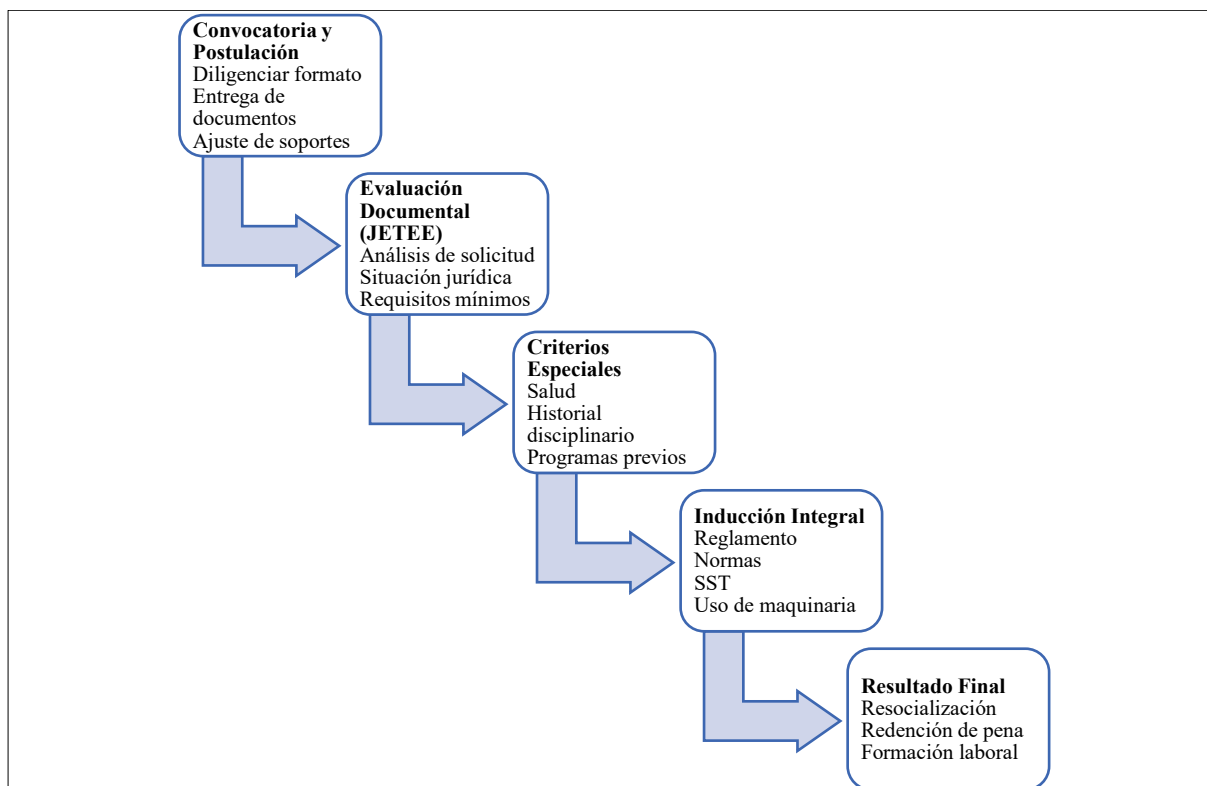 Convocatoria y
Postulación
Diligenciar formato
Entrega de
documentos
Ajuste de soportes
Evaluación
Documental
(JETEE)
Análisis de solicitud
Situación jurídica
Requisitos mínimos
Criterios
Especiales
Salud
Historial
disciplinario
Programas previos
Inducción Integral
Reglamento
Normas
SST
Uso de maquinaria
Resultado Final
Resocialización
Redención de pena
Formación laboral